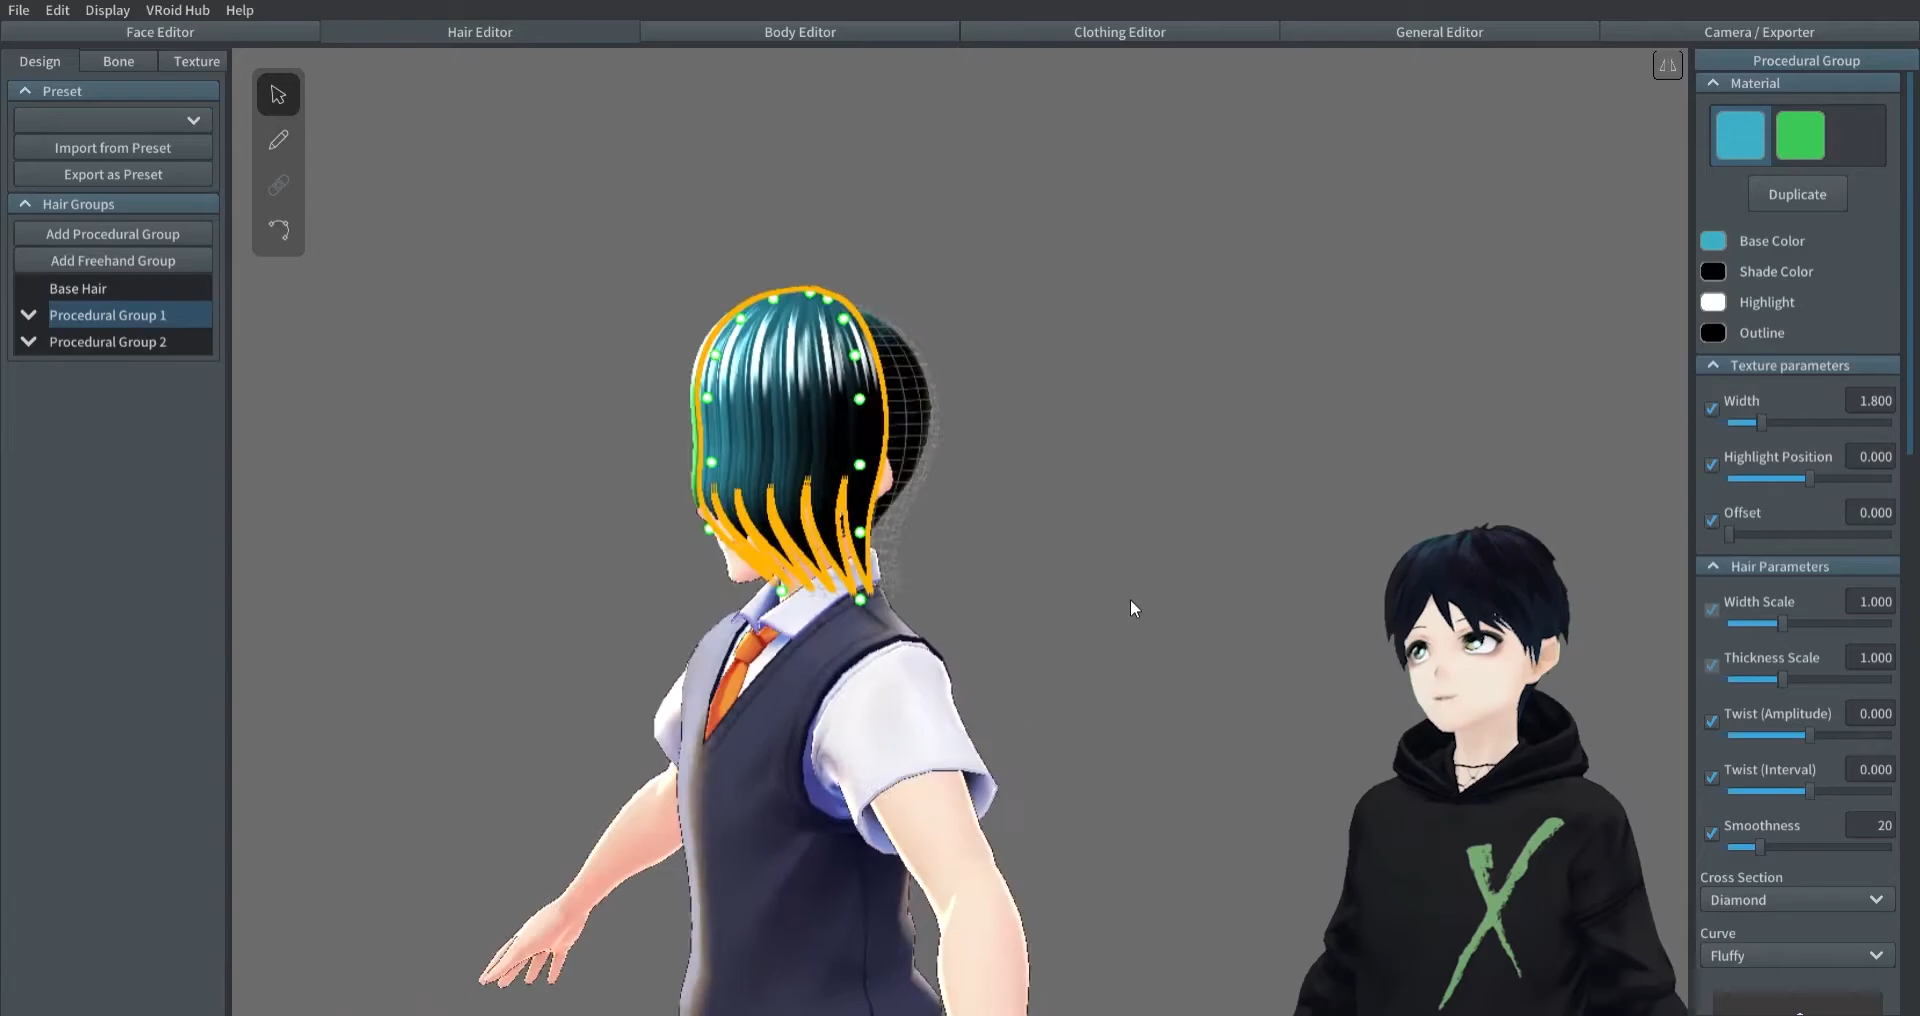 File Edit Display VRoid Hub Help
Face Editor Hair Editor Body Editor Clothing Editor General Editor Camera / Exporter
Design Bone Texture
Preset
Import from Preset
Export as Preset
Hair Groups
Add Procedural Group
Add Freehand Group
Base Hair
Procedural Group 1
Procedural Group 2
Procedural Group
Material
Duplicate
Base Color
Shade Color
Highlight
Outline
Texture parameters
Width 1.800
Highlight Position 0.000
Offset 0.000
Hair Parameters
Width Scale 1.000
Thickness Scale 1.000
Twist (Amplitude) 0.000
Twist (Interval) 0.000
Smoothness 20
Cross Section
Diamond
Curve
Fluffy
X